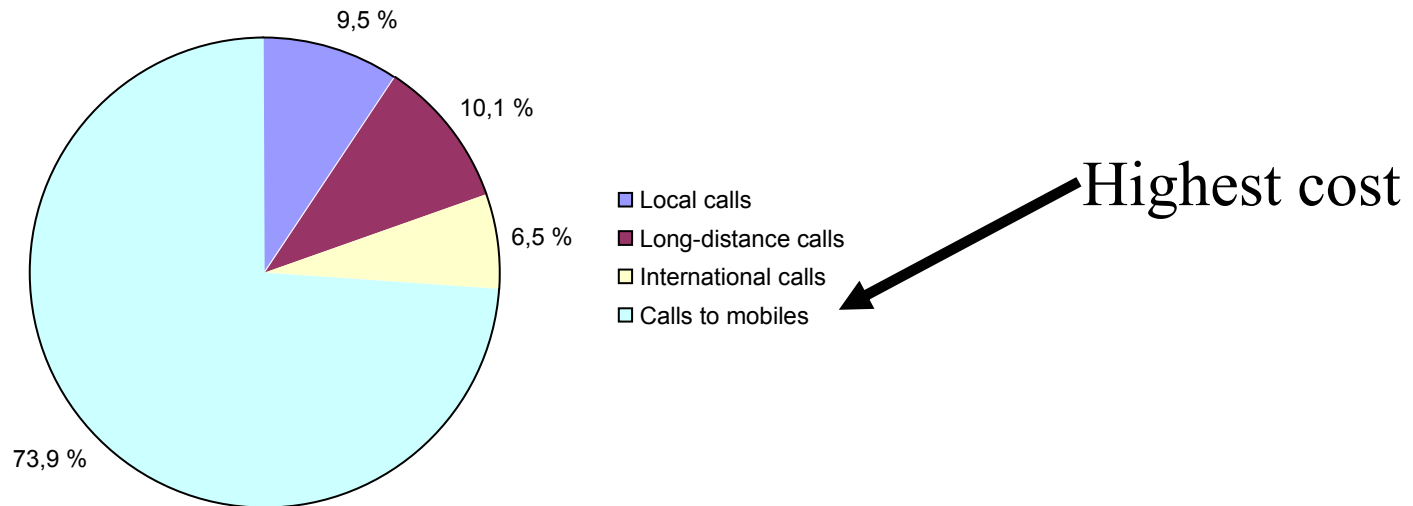 9,5 %
10,1 %
6,5 %
73,9 %
Local calls
Long-distance calls
International calls
Calls to mobiles
Highest cost